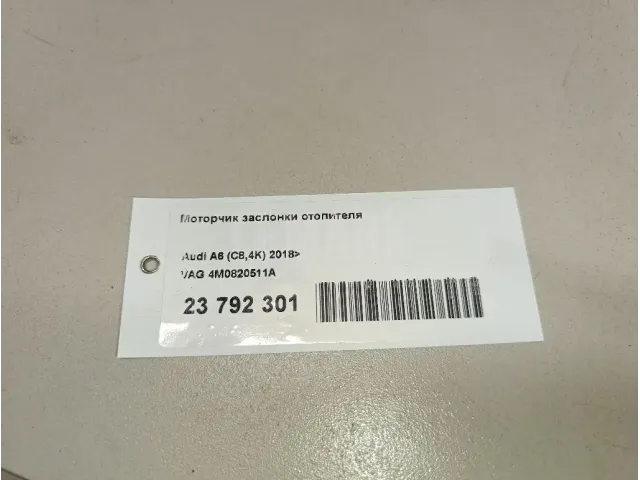 Моторчик заслонки отопителя
Audi A6 (C8,4K) 2018>
VAG 4M0820511A
23 792 301